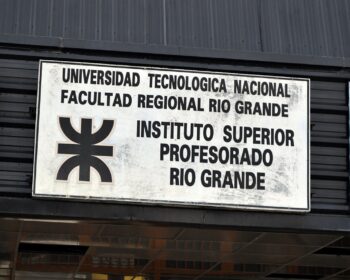 UNIVERSIDAD TECNOLOGICA NACIONAL
FACULTAD REGIONAL RIO GRANDE
INSTITUTO SUPERIOR
PROFESORADO
RIO GRANDE